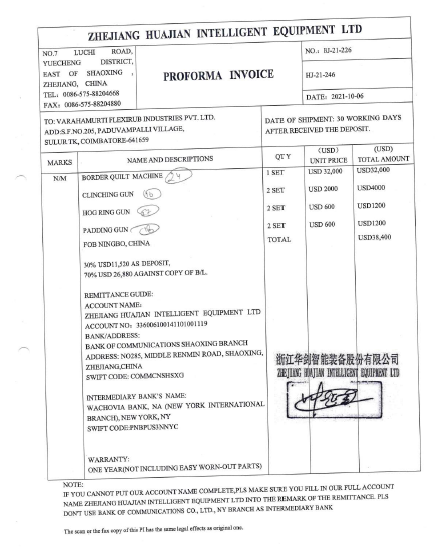 ZHEJIANG HUAJIAN INTELLIGENT EQUIPMENT LTD
NO.7 LUCHI ROAD,
YUECHENG DISTRICT,
EAST OF SHAOXING,
ZHEJIANG, CHINA
TEL: 0086-575-88204668
FAX: 0086-575-88204880
PROFORMA INVOICE
NO.: HJ-21-226
HJ-21-246
DATE: 2021-10-06
TO: VARAHAMURTI FLEXIRUB INDUSTRIES PVT. LTD.
ADD:S.F.NO.205, PADUVAMPALLI VILLAGE,
SULUR TK, COIMBATORE-641659
DATE OF SHIPMENT: 30 WORKING DAYS
AFTER RECEIVED THE DEPOSIT.
MARKS NAME AND DESCRIPTIONS QTY (USD) UNIT PRICE (USD) TOTAL AMOUNT
N/M BORDER QUILT MACHINE 24 1 SET USD 32,000 USD32,000
CLINCHING GUN 2 SET USD 2000 USD4000
HOG RING GUN 2 SET USD 600 USD1200
PADDING GUN 2 SET USD 600 USD1200
FOB NINGBO, CHINA TOTAL USD38,400
30% USD11,520 AS DEPOSIT,
70% USD 26,880 AGAINST COPY OF B/L.
REMITTANCE GUIDE:
ACCOUNT NAME:
ZHEJIANG HUAJIAN INTELLIGENT EQUIPMENT LTD
ACCOUNT NO: 336006100141101001119
BANK/ADDRESS:
BANK OF COMMUNICATIONS SHAOXING BRANCH
ADDRESS: NO285, MIDDLE RENMIN ROAD, SHAOXING,
ZHEJIANG,CHINA
SWIFT CODE: COMMCNSHSXG
浙江华剑智能装备股份有限公司
ZHEJIANG HUAJIAN INTELLIGENT EQUIPMENT LTD
INTERMEDIARY BANK'S NAME:
WACHOVIA BANK, NA (NEW YORK INTERNATIONAL
BRANCH), NEW YORK, NY
SWIFT CODE:PNBPUS3NNYC
WARRANTY:
ONE YEAR(NOT INCLUDING EASY WORN-OUT PARTS)
NOTE:
IF YOU CANNOT PUT OUR ACCOUNT NAME COMPLETE,PLS MAKE SURE YOU FILL IN OUR FULL ACCOUNT
NAME ZHEJIANG HUAJIAN INTELLIGENT EQUIPMENT LTD INTO THE REMARK OF THE REMITTANCE. PLS
DON'T USE BANK OF COMMUNICATIONS CO., LTD., NY BRANCH AS INTERMEDIARY BANK
The scan or the fax copy of this PI has the same legal effects as original one.